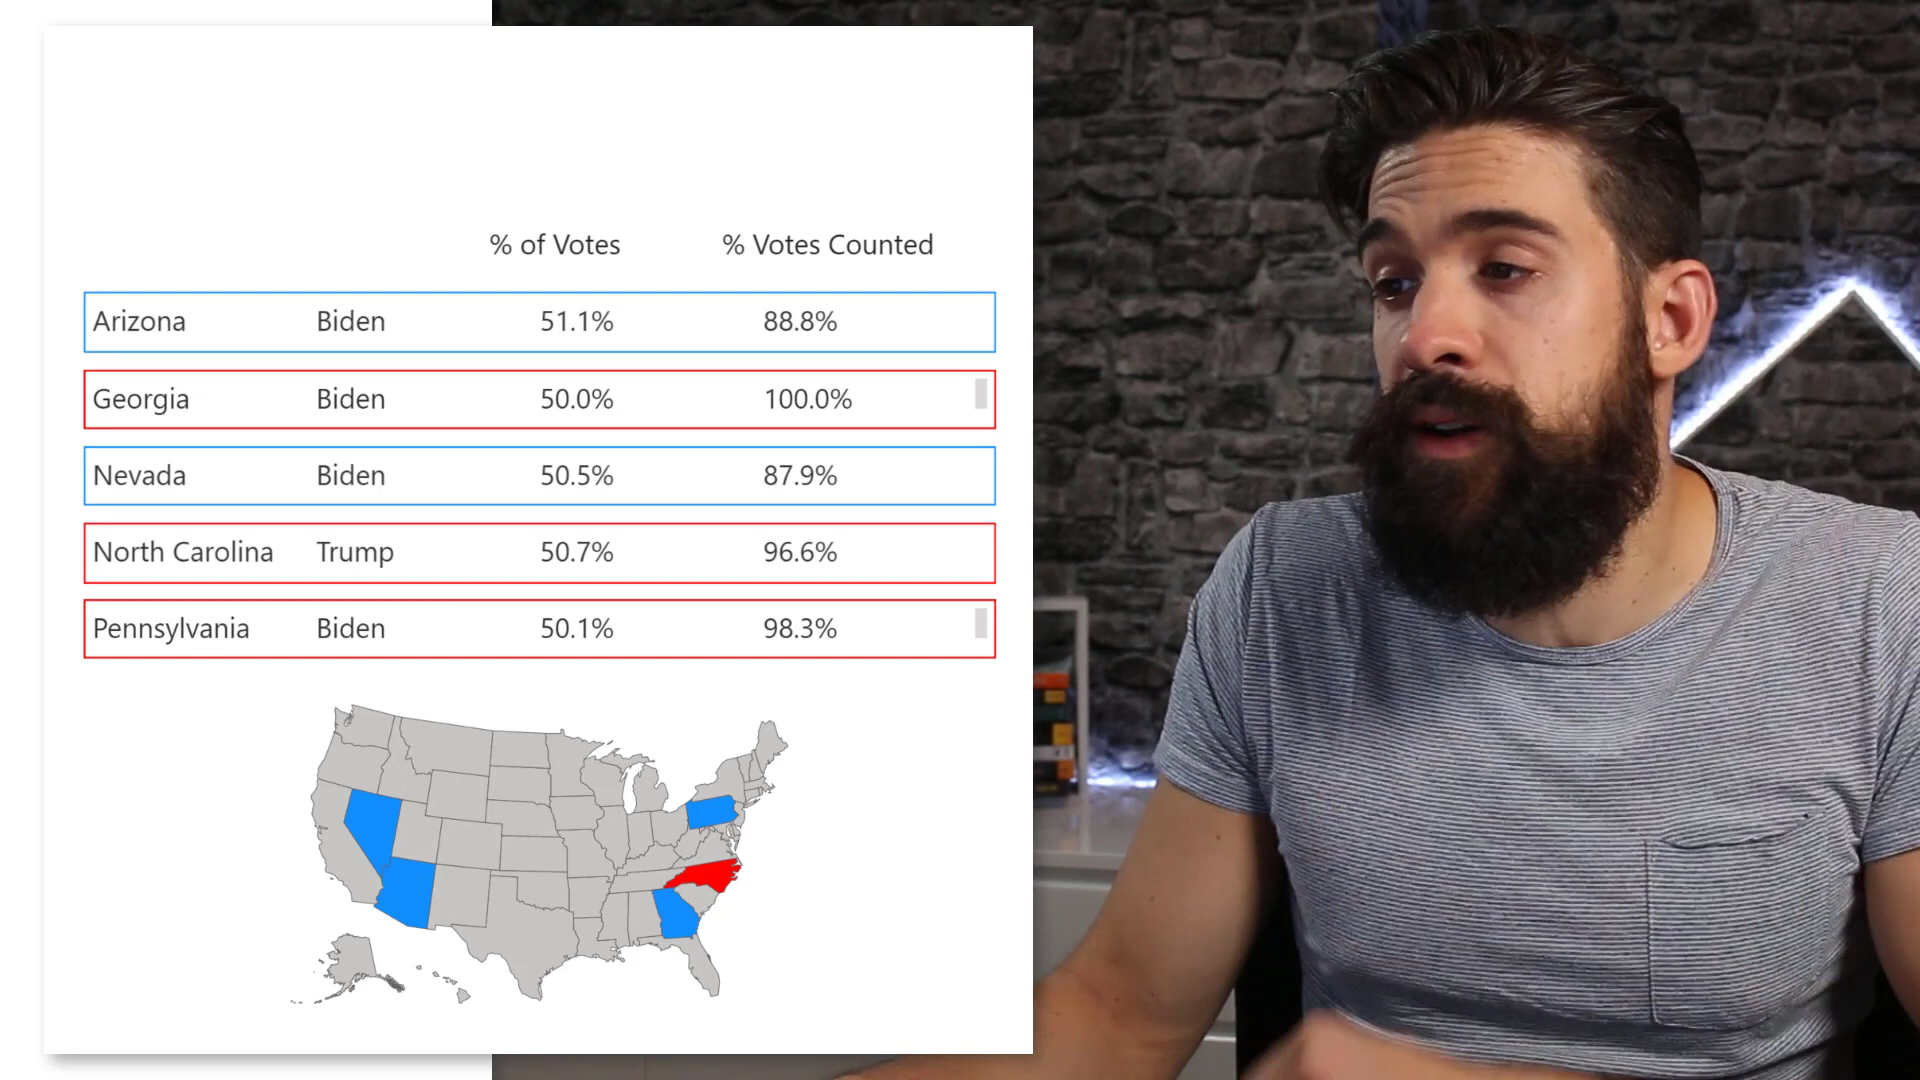 % of Votes % Votes Counted
Arizona Biden 51.1% 88.8%
Georgia Biden 50.0% 100.0%
Nevada Biden 50.5% 87.9%
North Carolina Trump 50.7% 96.6%
Pennsylvania Biden 50.1% 98.3%